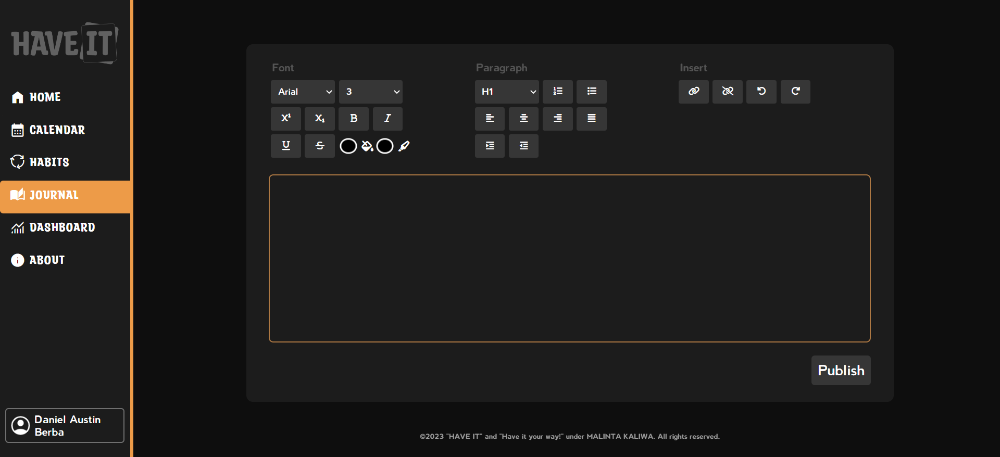 HAVE IT
HOME
CALENDAR
HABITS
JOURNAL
DASHBOARD
ABOUT
Daniel Austin
Berba
Font
Arial
3
X¹
X₁
B
I
U
S
Paragraph
H1
Insert
Publish
©2023 "HAVE IT" and "Have it your way!" under MALINTA KALIWA. All rights reserved.